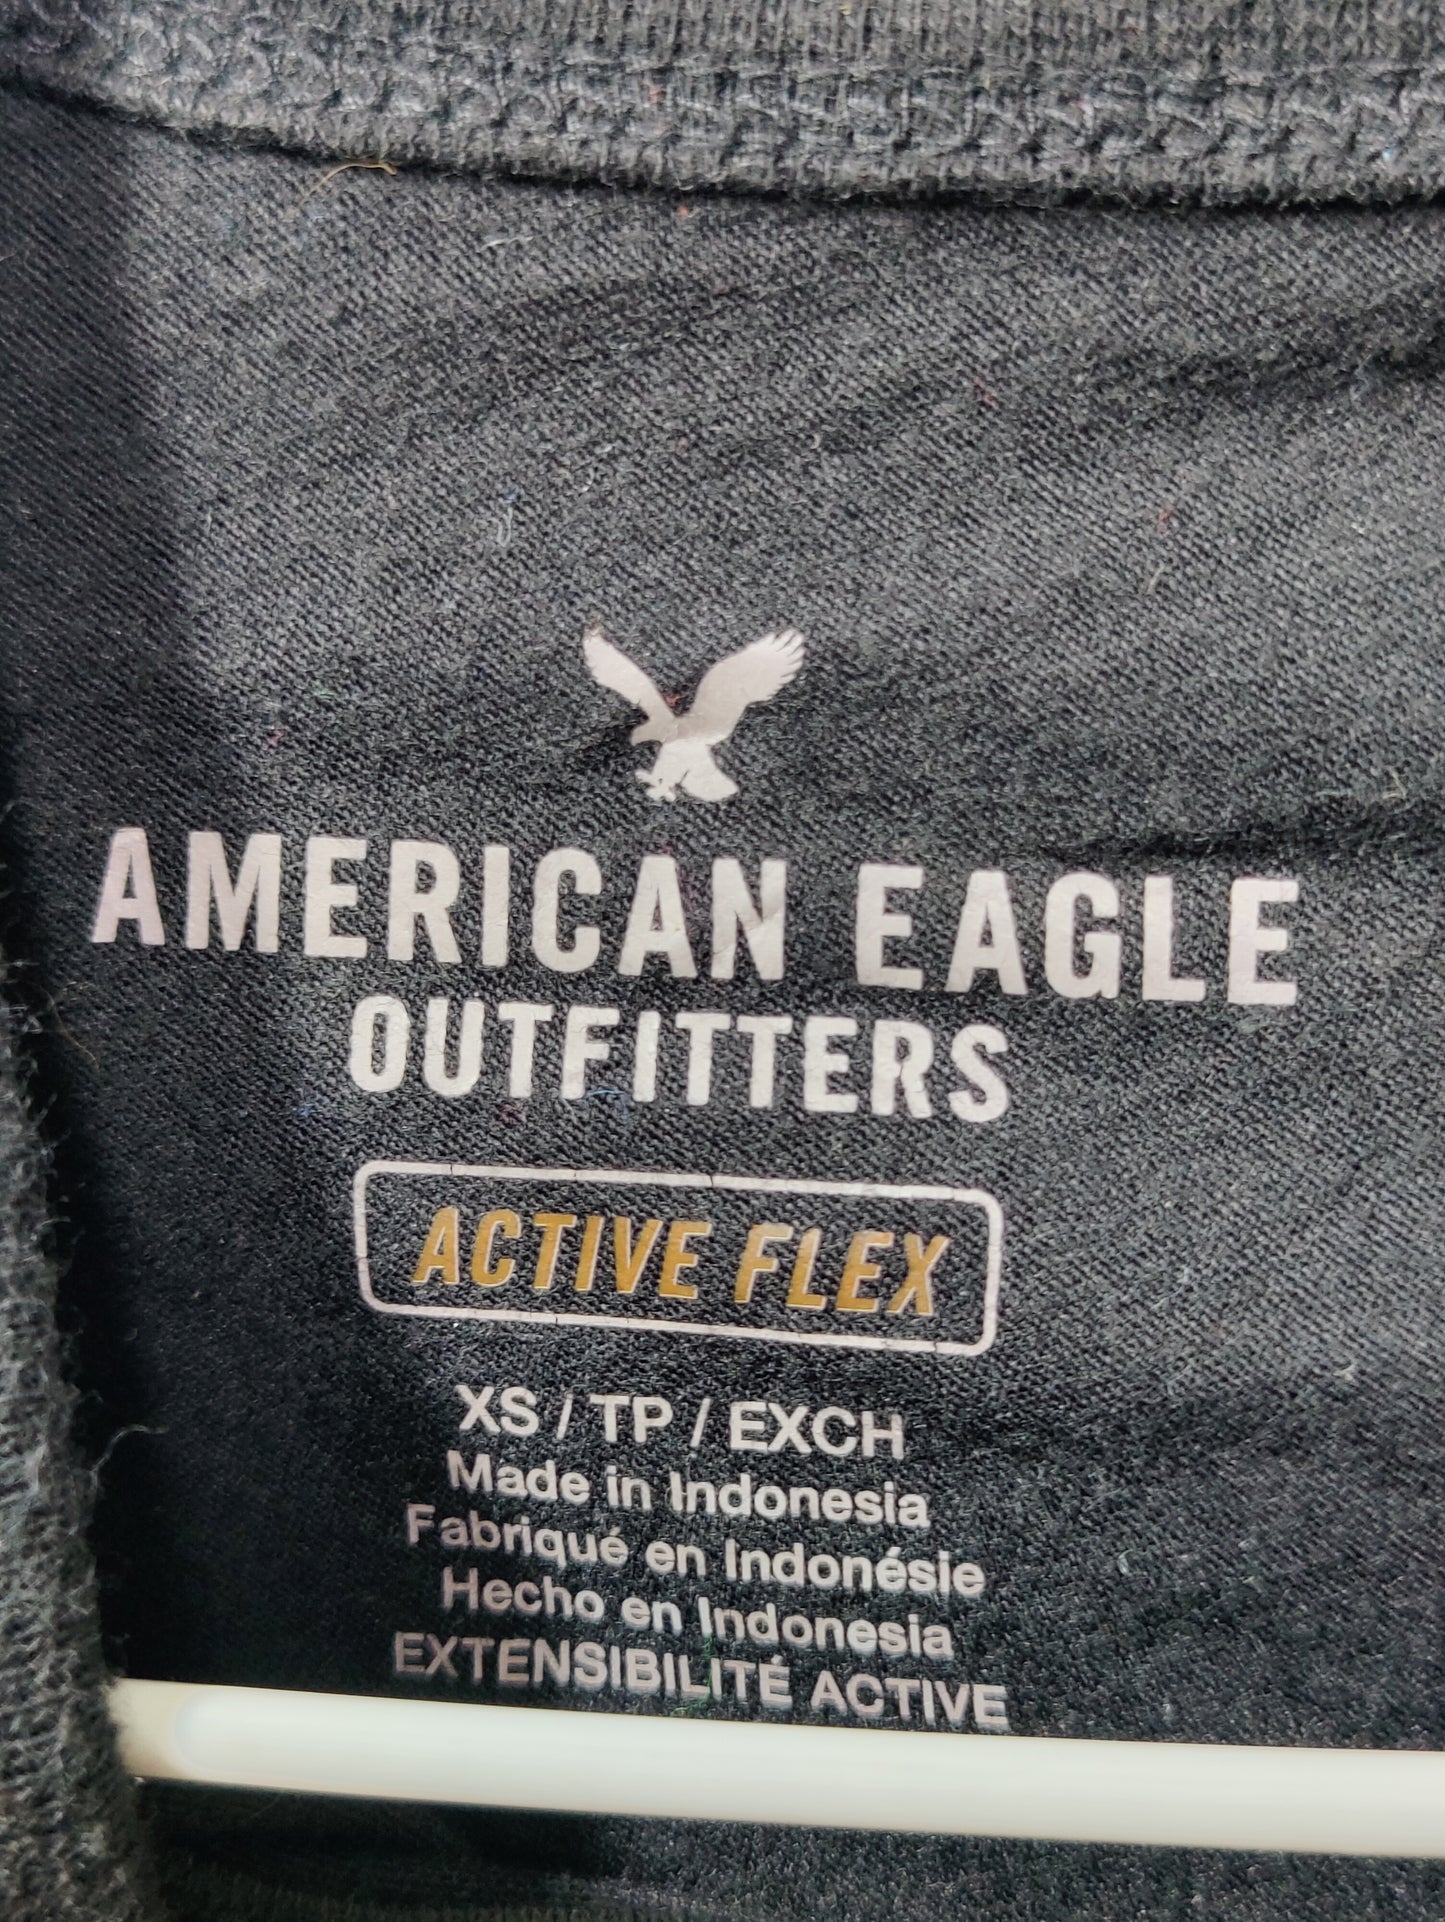 AMERICAN EAGLE
OUTFITTERS
ACTIVE FLEX
XS / TP / EXCH
Made in Indonesia
Fabriqué en Indonésie
Hecho en Indonesia
EXTENSIBILITÉ ACTIVE